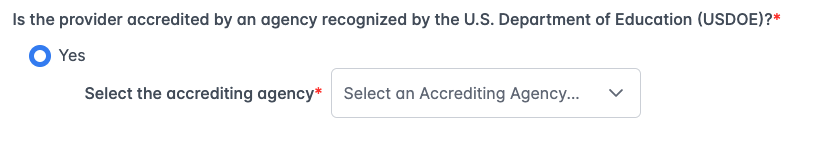 Is the provider accredited by an agency recognized by the U.S. Department of Education (USDOE)?*
Yes
Select the accrediting agency* Select an Accrediting Agency...